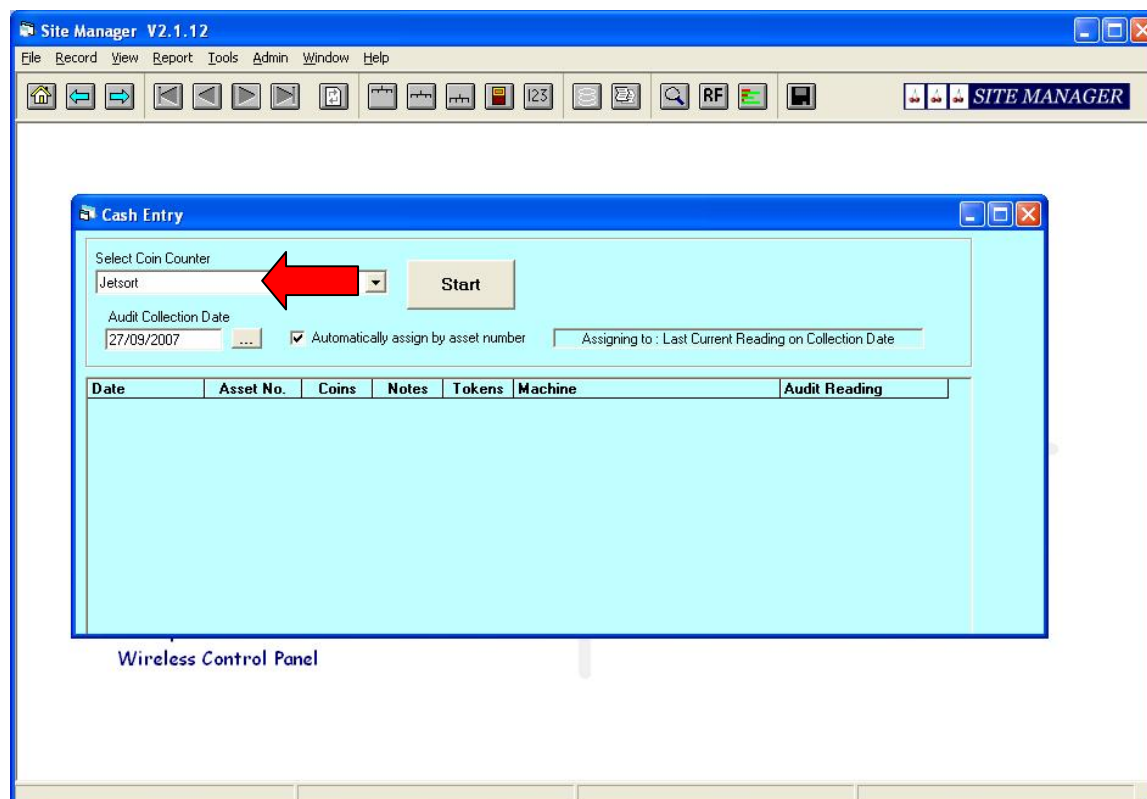 Site Manager V2.1.12
File Record View Report Tools Admin Window Help
123 RF SITE MANAGER
Cash Entry
Select Coin Counter
Jetsort
Start
Audit Collection Date
27/09/2007 ... Automatically assign by asset number Assigning to : Last Current Reading on Collection Date
Date Asset No. Coins Notes Tokens Machine Audit Reading
Wireless Control Panel